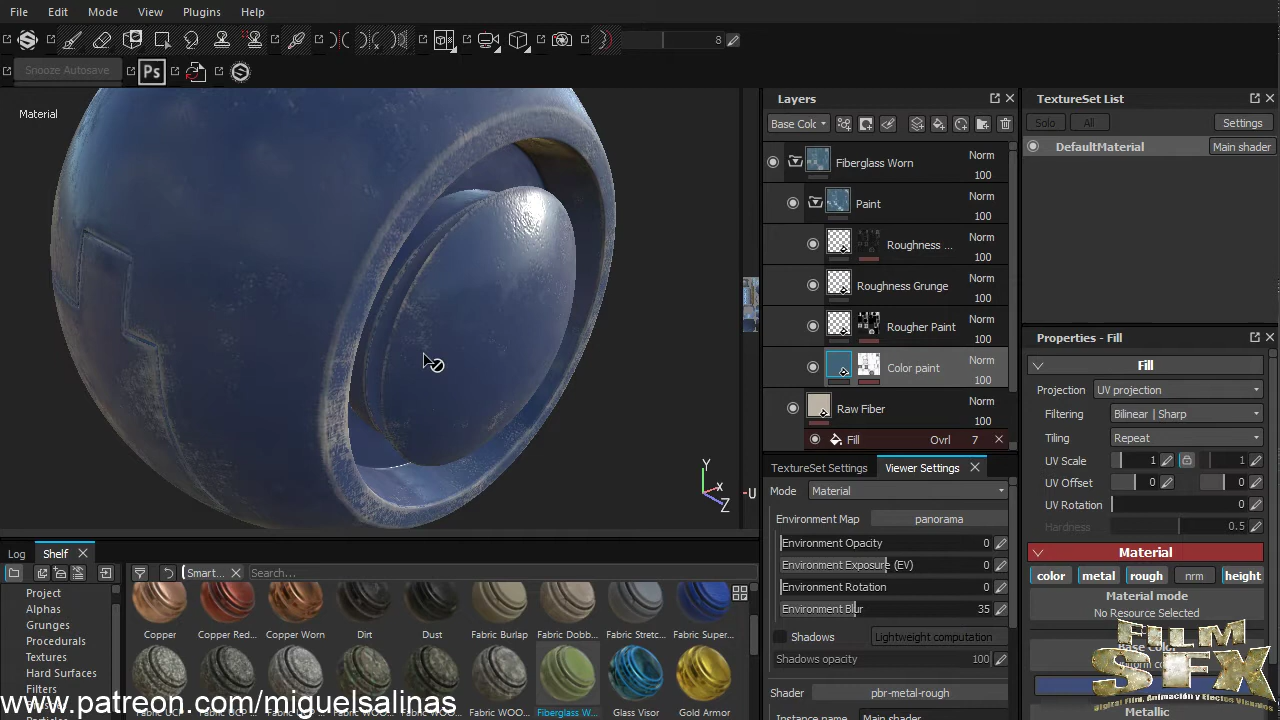 File Edit Mode View Plugins Help
8
Snooze Autosave Ps
Material
Y
X
Z
U
Layers
Base Colc
Fiberglass Worn Norm 100
Paint Norm 100
Roughness ... Norm 100
Roughness Grunge Norm 100
Rougher Paint Norm 100
Color paint Norm 100
Raw Fiber Norm 100
Fill Ovrl 7
TextureSet Settings Viewer Settings
Mode Material
Environment Map panorama
Environment Opacity 0
Environment Exposure (EV) 0
Environment Rotation 0
Environment Blur 35
Shadows Lightweight computation
Shadows opacity 100
Shader pbr-metal-rough
Instance name Main shader
TextureSet List
Solo All Settings
DefaultMaterial Main shader
Properties - Fill
Fill
Projection UV projection
Filtering Bilinear | Sharp
Tiling Repeat
UV Scale 1 1
UV Offset 0 0
UV Rotation 0
Hardness 0.5
Material
color metal rough nrm height
Material mode
No Resource Selected
Base Color
Metallic
Log Shelf
Smart... Search...
Project
Alphas
Grunges
Procedurals
Textures
Hard Surfaces
Filters
Copper Copper Red... Copper Worn Dirt Dust Fabric Burlap Fabric Dobb... Fabric Stretc... Fabric Super...
Fabric UCP Fabric WOO... Fiberglass W... Glass Visor Gold Armor
www.patreon.com/miguelsalinas
FILM SFX
Film, Animación y Efectos